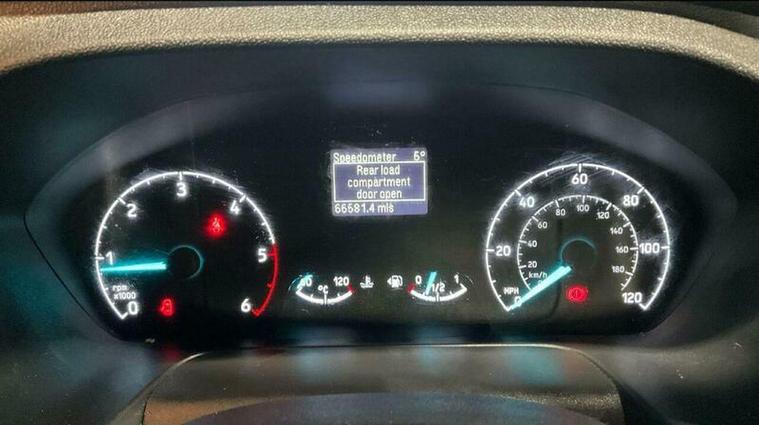 Speedometer 6°
Rear load
compartment
door open
66581.4 mls
0 1 2 3 4 5 6
rpm
x1000
120
°C
0 1/2 1
0 20 40 60 80 100 120
MPH
20 40 60 80 100 120 140 160 180
km/h